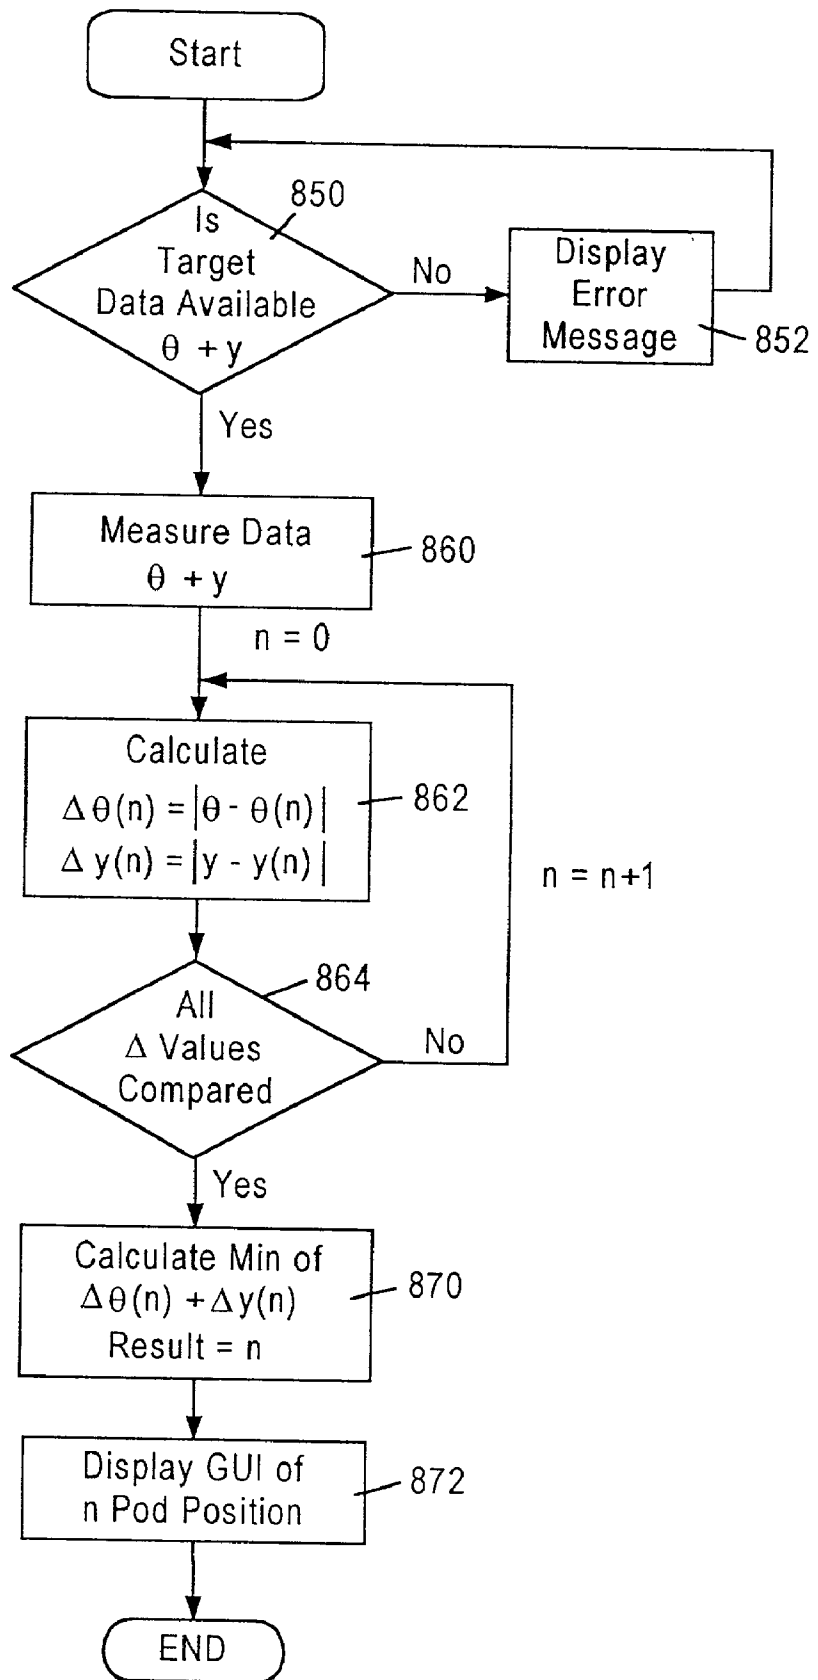 Start
850
Is
Target
Data Available
θ + y
No
Display
Error
Message
852
Yes
Measure Data
θ + y
860
n = 0
Calculate
Δθ(n) = |θ - θ(n)|
Δ y(n) = |y - y(n)|
862
n = n+1
864
All
Δ Values
Compared
No
Yes
Calculate Min of
Δθ(n) + Δy(n)
Result = n
870
Display GUI of
n Pod Position
872
END